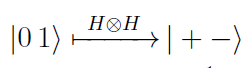 |0 1⟩ ⟼^{H⊗H} |+ −⟩